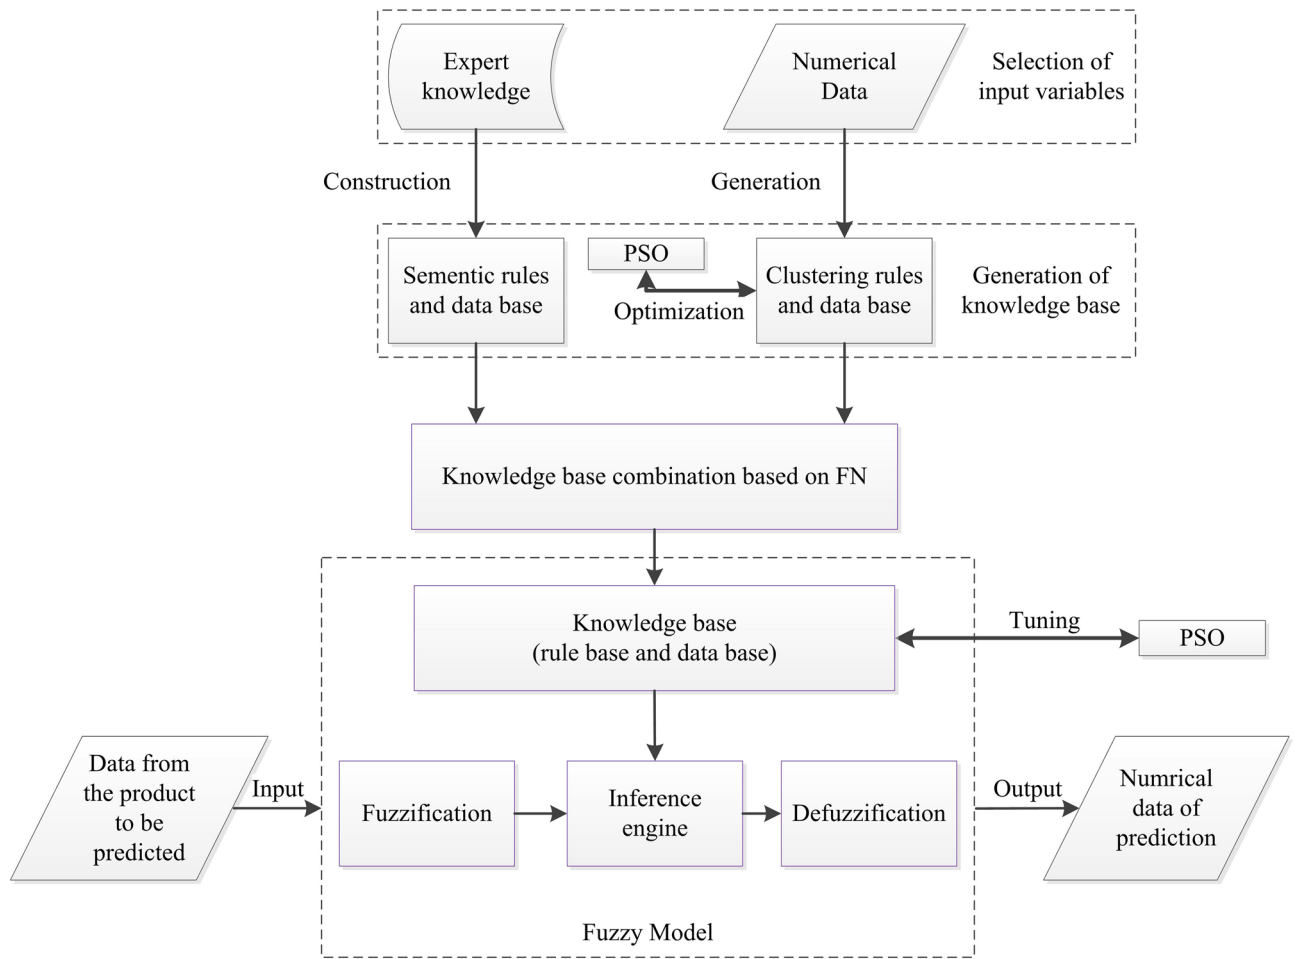 Expert
knowledge
Numerical
Data
Selection of
input variables
Construction
Generation
Sementic rules
and data base
PSO
Optimization
Clustering rules
and data base
Generation of
knowledge base
Knowledge base combination based on FN
Knowledge base
(rule base and data base)
Tuning
PSO
Data from
the product
to be
predicted
Input
Fuzzification
Inference
engine
Defuzzification
Output
Numrical
data of
prediction
Fuzzy Model